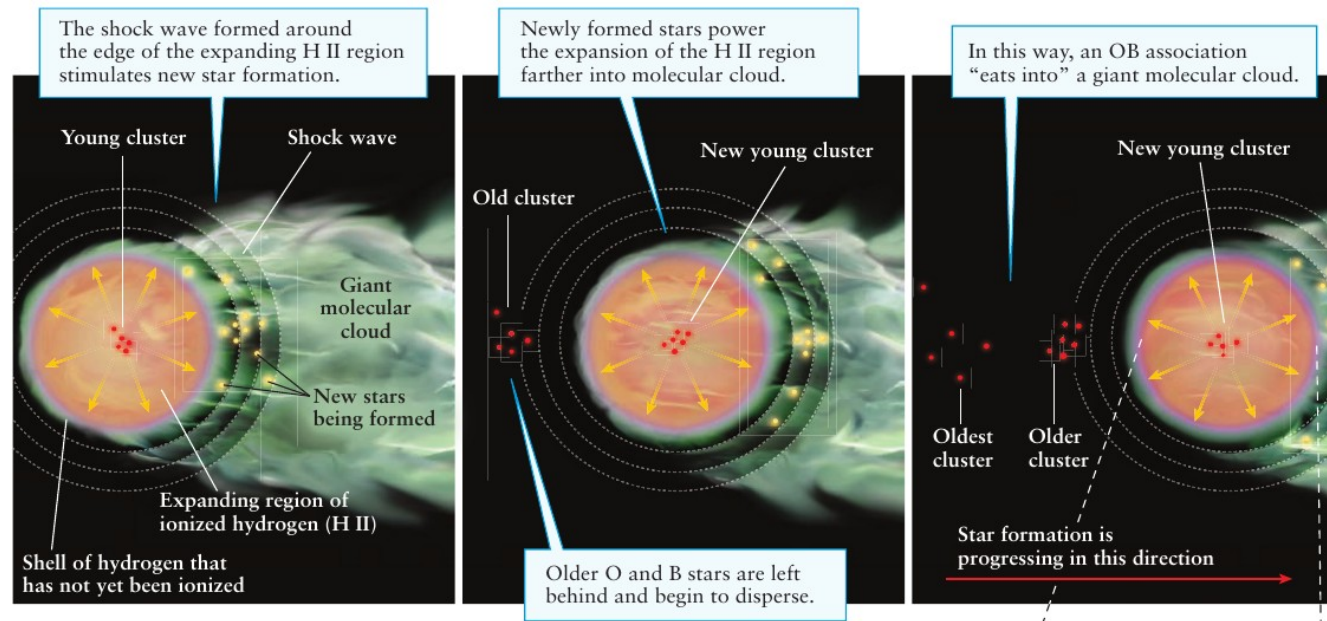 The shock wave formed around
the edge of the expanding H II region
stimulates new star formation.
Young cluster
Shock wave
Giant
molecular
cloud
New stars
being formed
Expanding region of
ionized hydrogen (H II)
Shell of hydrogen that
has not yet been ionized
Newly formed stars power
the expansion of the H II region
farther into molecular cloud.
New young cluster
Old cluster
Older O and B stars are left
behind and begin to disperse.
In this way, an OB association
“eats into” a giant molecular cloud.
New young cluster
Oldest
cluster
Older
cluster
Star formation is
progressing in this direction